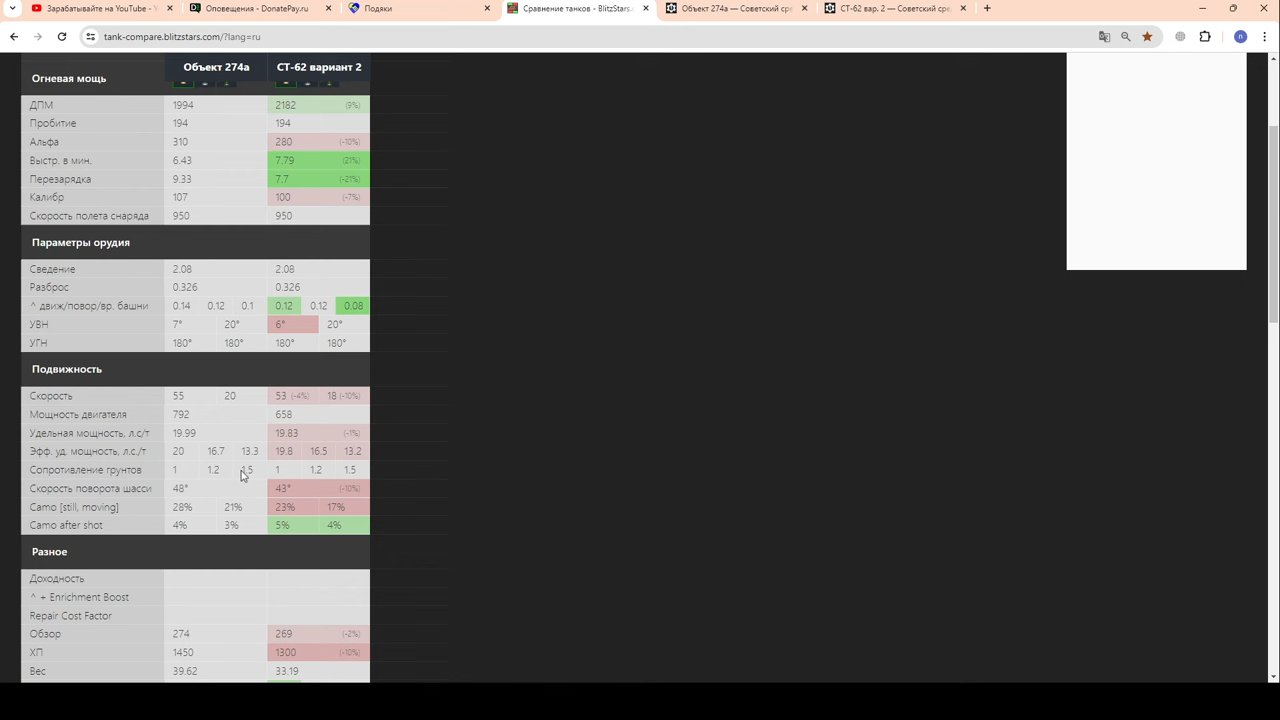 Зарабатывайте на YouTube - Y
Оповещения - DonatePay.ru
Подяки
Сравнение танков - BlitzStars.
Объект 274а — Советский сре
СТ-62 вар. 2 — Советский сре
tank-compare.blitzstars.com/?lang=ru
n
Огневая мощь Объект 274а СТ-62 вариант 2
ДПМ 1994 2182 (9%)
Пробитие 194 194
Альфа 310 280 (-10%)
Выстр. в мин. 6.43 7.79 (21%)
Перезарядка 9.33 7.7 (-21%)
Калибр 107 100 (-7%)
Скорость полета снаряда 950 950
Параметры орудия
Сведение 2.08 2.08
Разброс 0.326 0.326
^ движ/повор/вр. башни 0.14 0.12 0.1 0.12 0.12 0.08
УВН 7° 20° 6° 20°
УГН 180° 180° 180° 180°
Подвижность
Скорость 55 20 53 (-4%) 18 (-10%)
Мощность двигателя 792 658
Удельная мощность, л.с/т 19.99 19.83 (-1%)
Эфф. уд. мощность, л.с./т 20 16.7 13.3 19.8 16.5 13.2
Сопротивление грунтов 1 1.2 1.5 1 1.2 1.5
Скорость поворота шасси 48° 43° (-10%)
Camo [still, moving] 28% 21% 23% 17%
Camo after shot 4% 3% 5% 4%
Разное
Доходность
^ + Enrichment Boost
Repair Cost Factor
Обзор 274 269 (-2%)
ХП 1450 1300 (-10%)
Вес 39.62 33.19